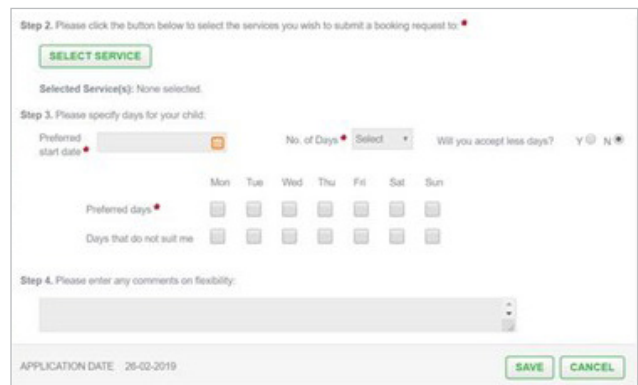 Step 2. Please click the button below to select the services you wish to submit a booking request to: *
SELECT SERVICE
Selected Service(s): None selected.
Step 3. Please specify days for your child:
Preferred start date * No. of Days * Select Will you accept less days? Y N
Mon Tue Wed Thu Fri Sat Sun
Preferred days *
Days that do not suit me
Step 4. Please enter any comments on flexibility:
APPLICATION DATE 26-02-2019 SAVE CANCEL